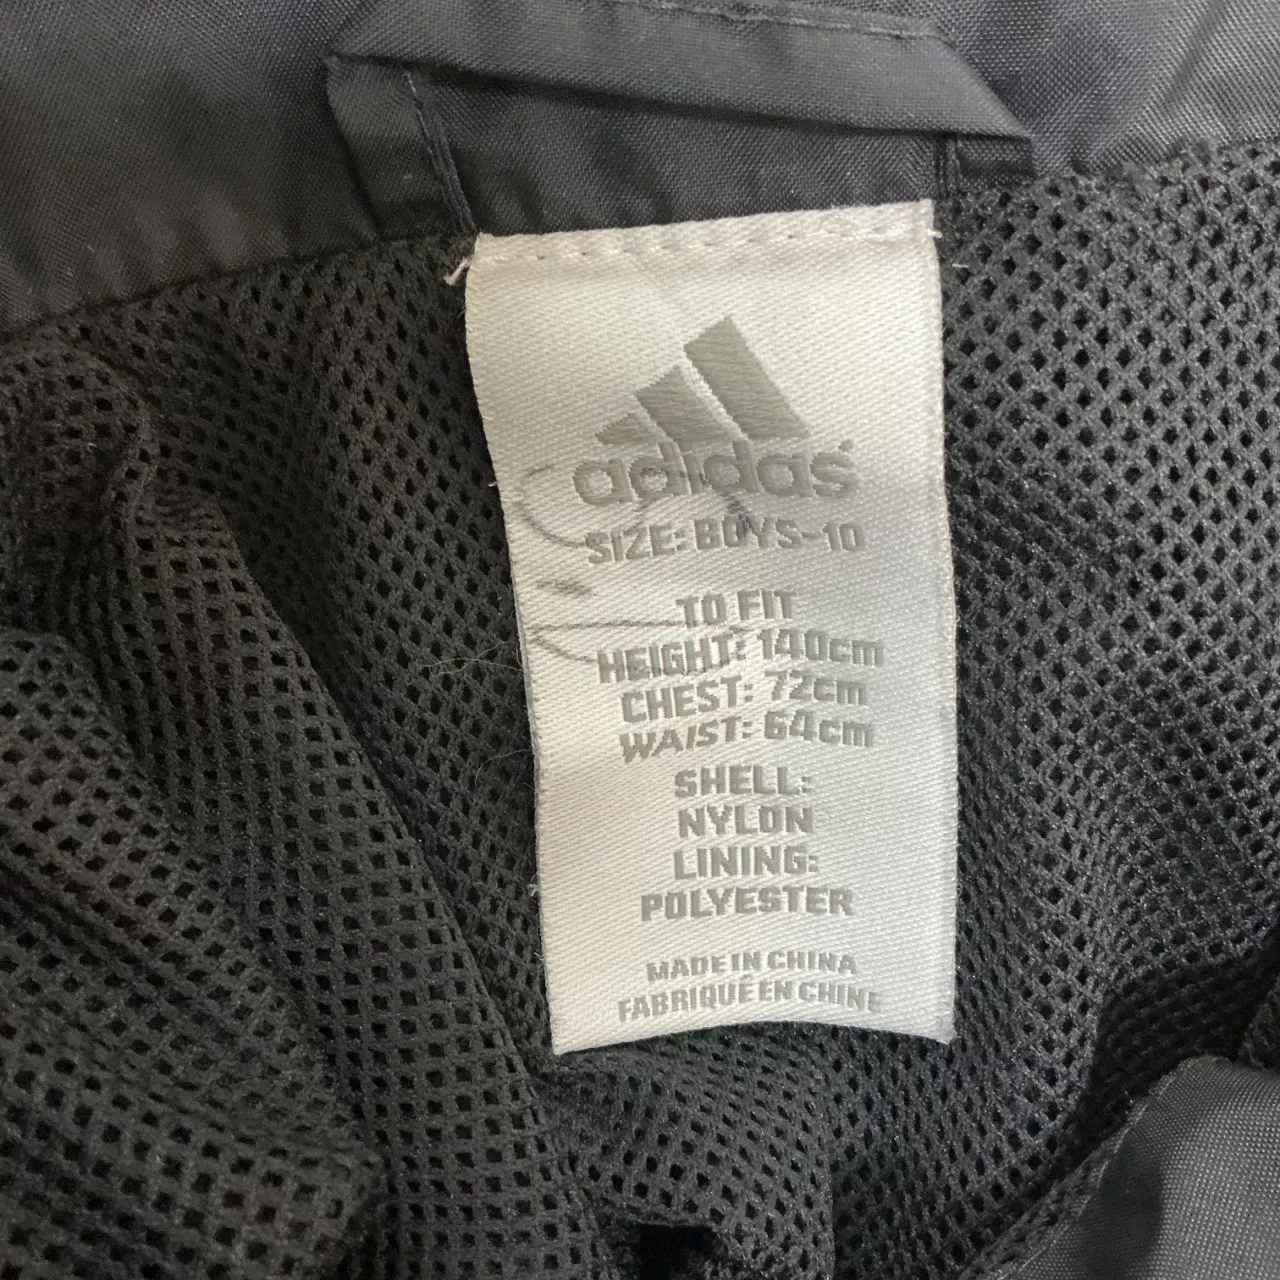 adidas
SIZE: BOYS-10
TO FIT
HEIGHT: 140cm
CHEST: 72cm
WAIST: 64cm
SHELL:
NYLON
LINING:
POLYESTER
MADE IN CHINA
FABRIQUÉ EN CHINE